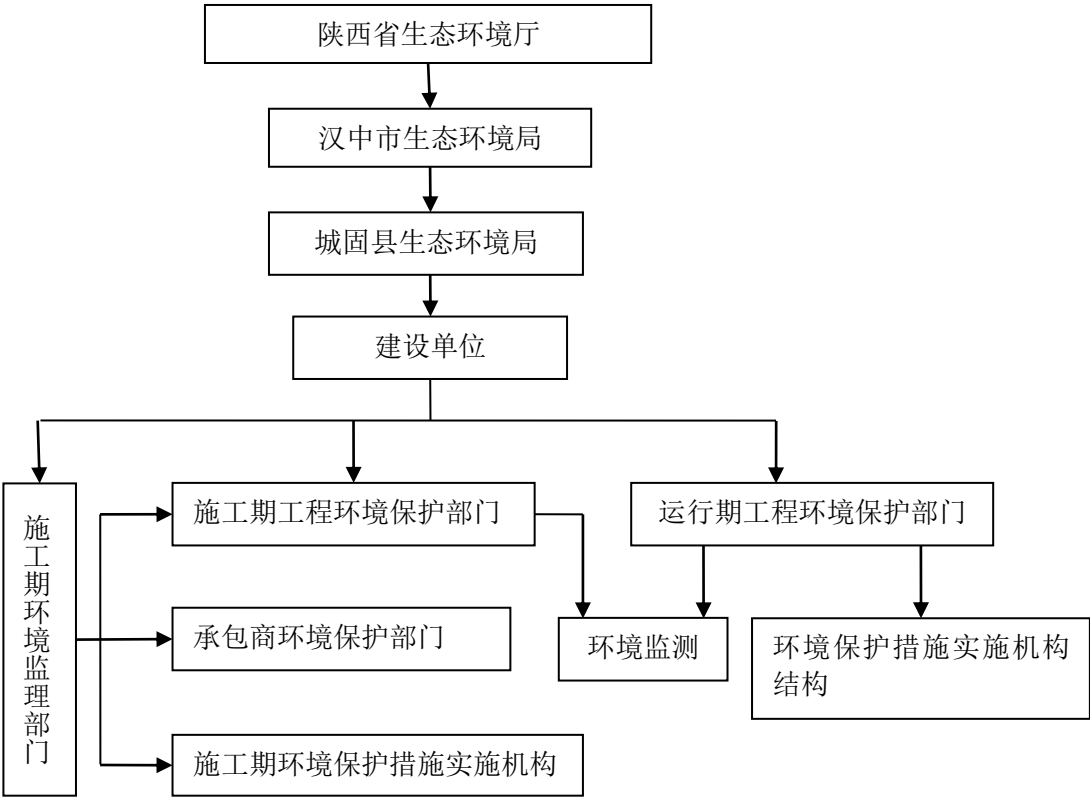 陕西省生态环境厅
汉中市生态环境局
城固县生态环境局
建设单位
施工期环境监理部门
施工期工程环境保护部门
运行期工程环境保护部门
承包商环境保护部门
环境监测
环境保护措施实施机构
结构
施工期环境保护措施实施机构